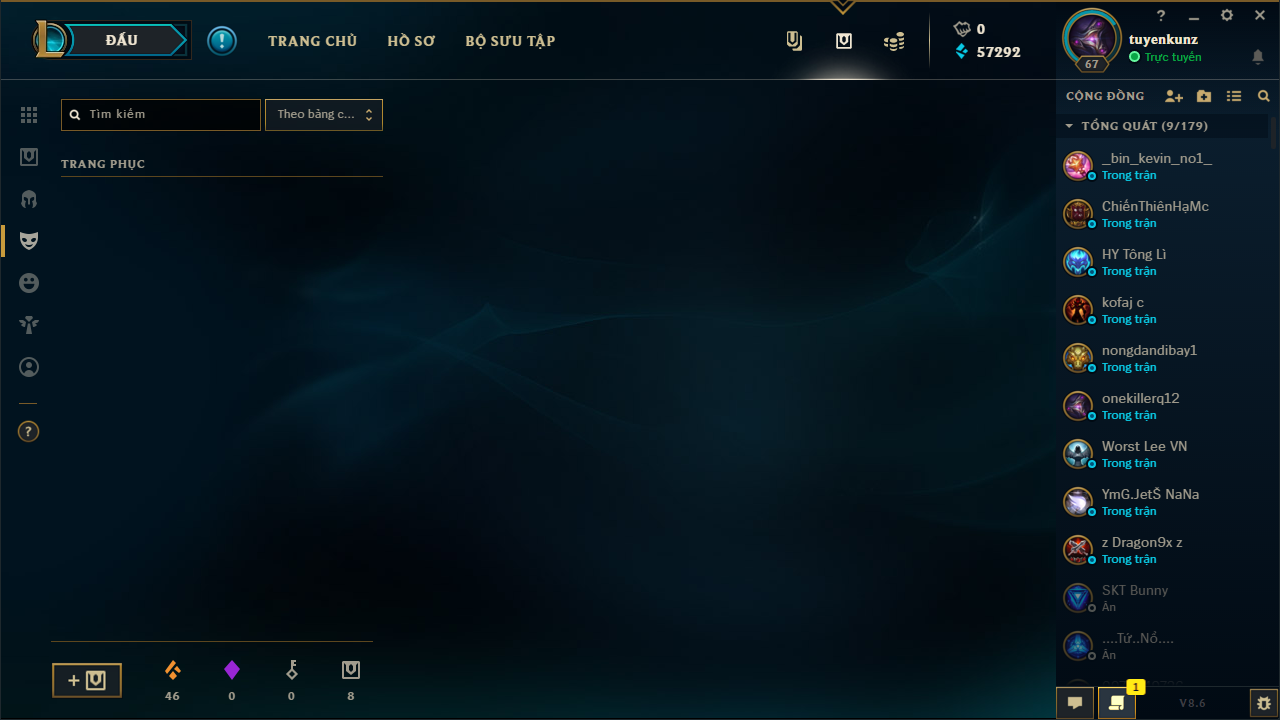 ĐẤU
TRANG CHỦ
HỒ SƠ
BỘ SƯU TẬP
0
57292
67
tuyenkunz
Trực tuyến
Tìm kiếm
Theo bảng c...
TRANG PHỤC
46
0
0
8
CỘNG ĐỒNG
TỔNG QUÁT (9/179)
_bin_kevin_no1_
Trong trận
ChiếnThiênHạMc
Trong trận
HY Tông Lì
Trong trận
kofaj c
Trong trận
nongdandibay1
Trong trận
onekillerq12
Trong trận
Worst Lee VN
Trong trận
YmG.JetŠ NaNa
Trong trận
z Dragon9x z
Trong trận
SKT Bunny
Ẩn
....Tứ..Nổ....
Ẩn
1
V8.6